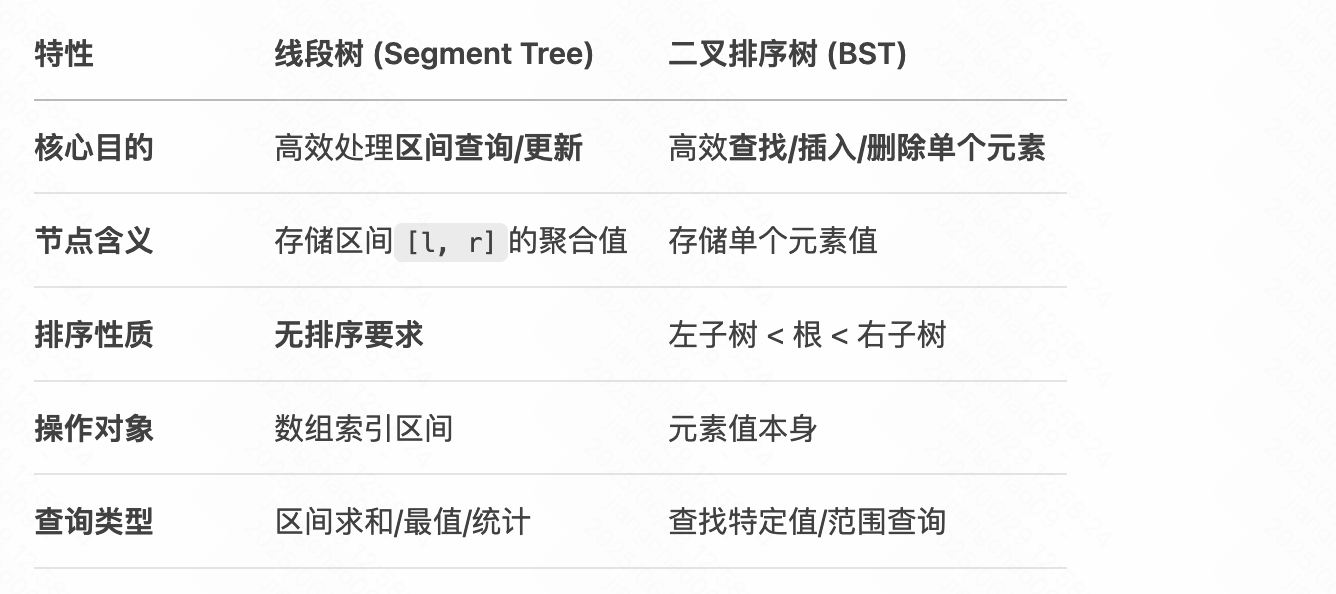 特性 线段树 (Segment Tree) 二叉排序树 (BST)
核心目的 高效处理区间查询/更新 高效查找/插入/删除单个元素
节点含义 存储区间 [l, r] 的聚合值 存储单个元素值
排序性质 无排序要求 左子树 < 根 < 右子树
操作对象 数组索引区间 元素值本身
查询类型 区间求和/最值/统计 查找特定值/范围查询